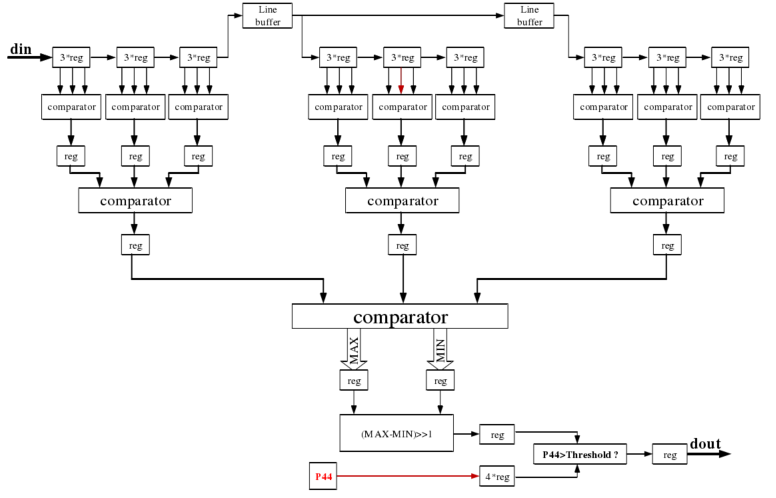 Line buffer
Line buffer
din
3*reg 3*reg 3*reg 3*reg 3*reg 3*reg 3*reg 3*reg 3*reg
comparator comparator comparator comparator comparator comparator comparator comparator comparator
reg reg reg reg reg reg reg reg reg
comparator comparator comparator
reg reg reg
comparator
MAX MIN
reg reg
(MAX-MIN)>>1
reg
P44>Threshold ?
reg
dout
P44
4*reg